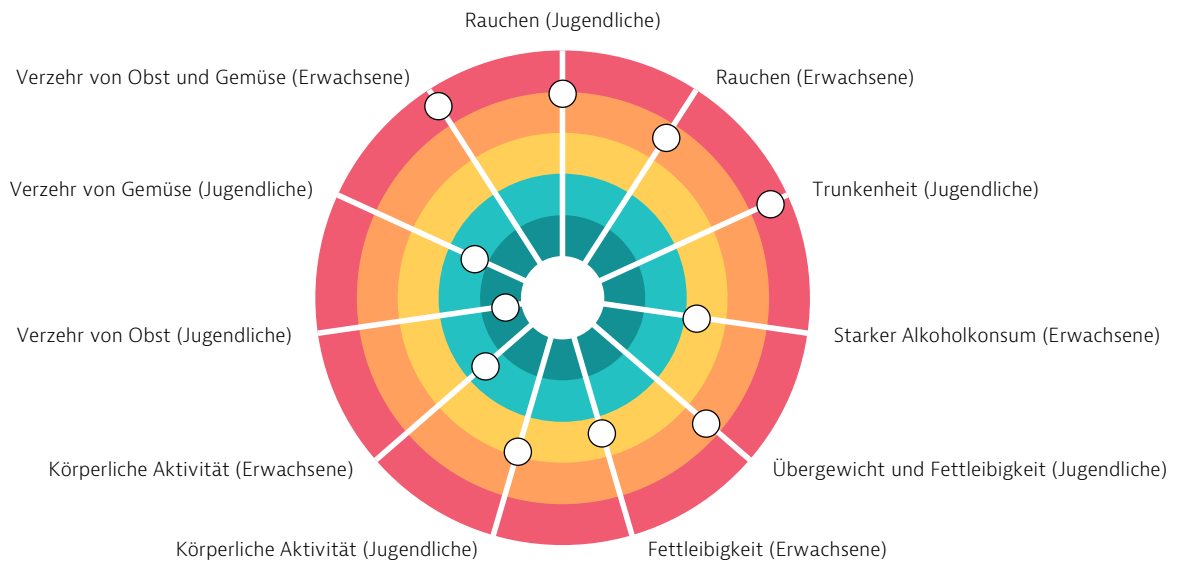 Rauchen (Jugendliche)
Verzehr von Obst und Gemüse (Erwachsene)
Rauchen (Erwachsene)
Verzehr von Gemüse (Jugendliche)
Trunkenheit (Jugendliche)
Verzehr von Obst (Jugendliche)
Starker Alkoholkonsum (Erwachsene)
Körperliche Aktivität (Erwachsene)
Übergewicht und Fettleibigkeit (Jugendliche)
Körperliche Aktivität (Jugendliche)
Fettleibigkeit (Erwachsene)